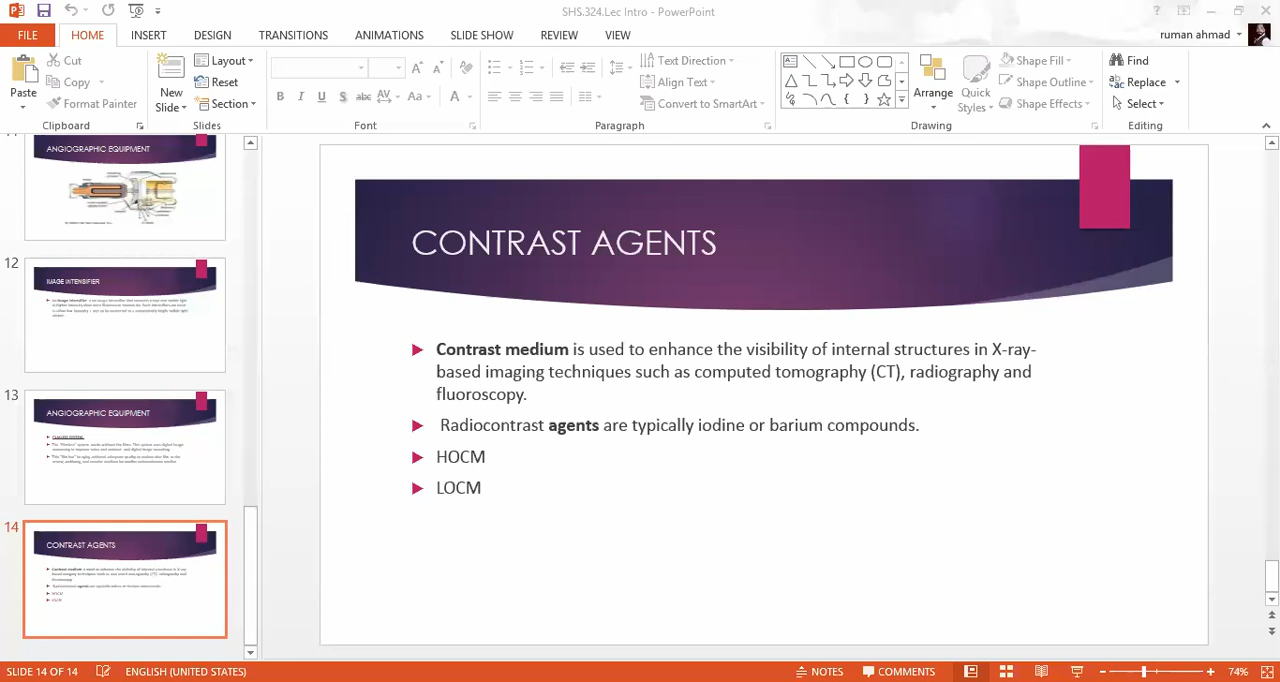 SHS.324.Lec Intro - PowerPoint
FILE HOME INSERT DESIGN TRANSITIONS ANIMATIONS SLIDE SHOW REVIEW VIEW ruman ahmad
Paste
Cut
Copy
Format Painter
Clipboard
New
Slide
Layout
Reset
Section
Slides
B I U S abc AV Aa A
Font
Text Direction
Align Text
Convert to SmartArt
Paragraph
Arrange
Quick
Styles
Shape Fill
Shape Outline
Shape Effects
Drawing
Find
Replace
Select
Editing
ANGIOGRAPHIC EQUIPMENT
12
IMAGE INTENSIFIER
13
ANGIOGRAPHIC EQUIPMENT
14
CONTRAST AGENTS
CONTRAST AGENTS
Contrast medium is used to enhance the visibility of internal structures in X-ray-
based imaging techniques such as computed tomography (CT), radiography and
fluoroscopy.
Radiocontrast agents are typically iodine or barium compounds.
HOCM
LOCM
SLIDE 14 OF 14 ENGLISH (UNITED STATES) NOTES COMMENTS 74%